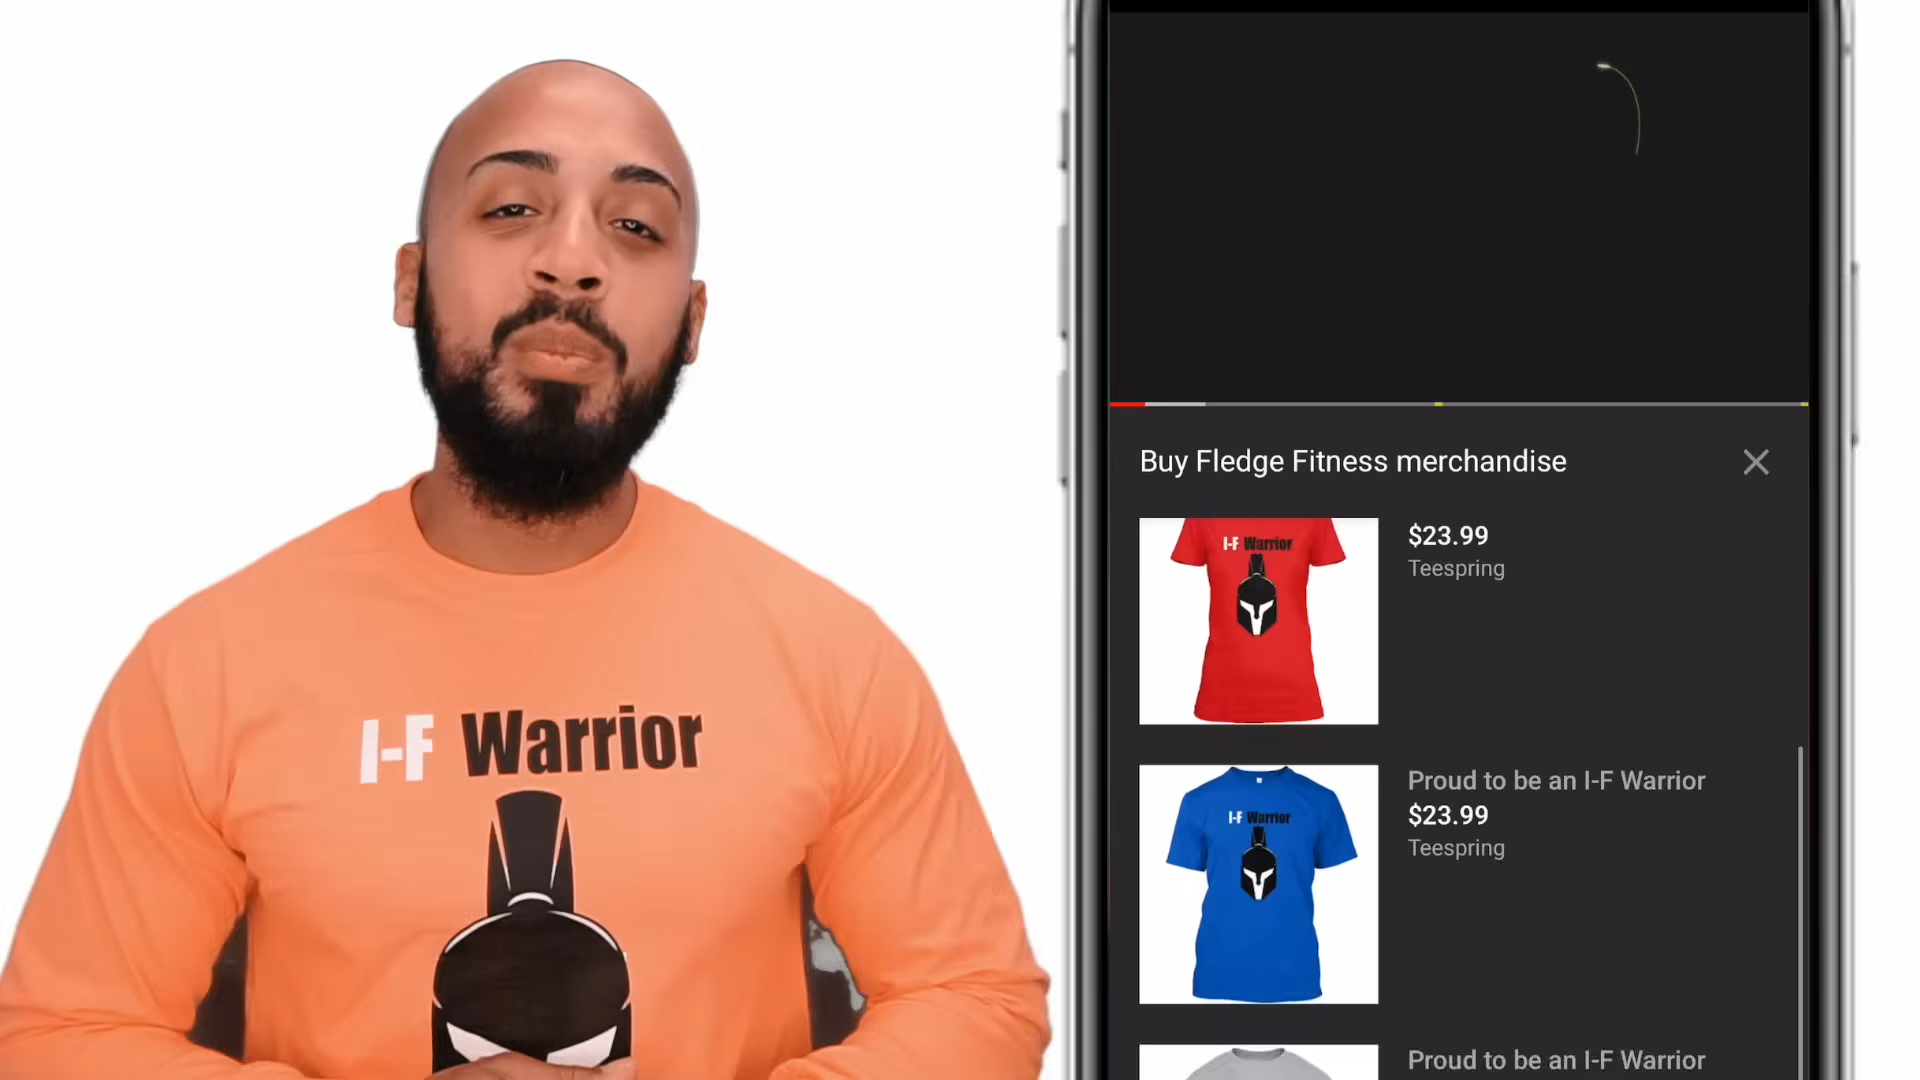 I-F Warrior
Buy Fledge Fitness merchandise
I-F Warrior
$23.99
Teespring
I-F Warrior
Proud to be an I-F Warrior
$23.99
Teespring
Proud to be an I-F Warrior